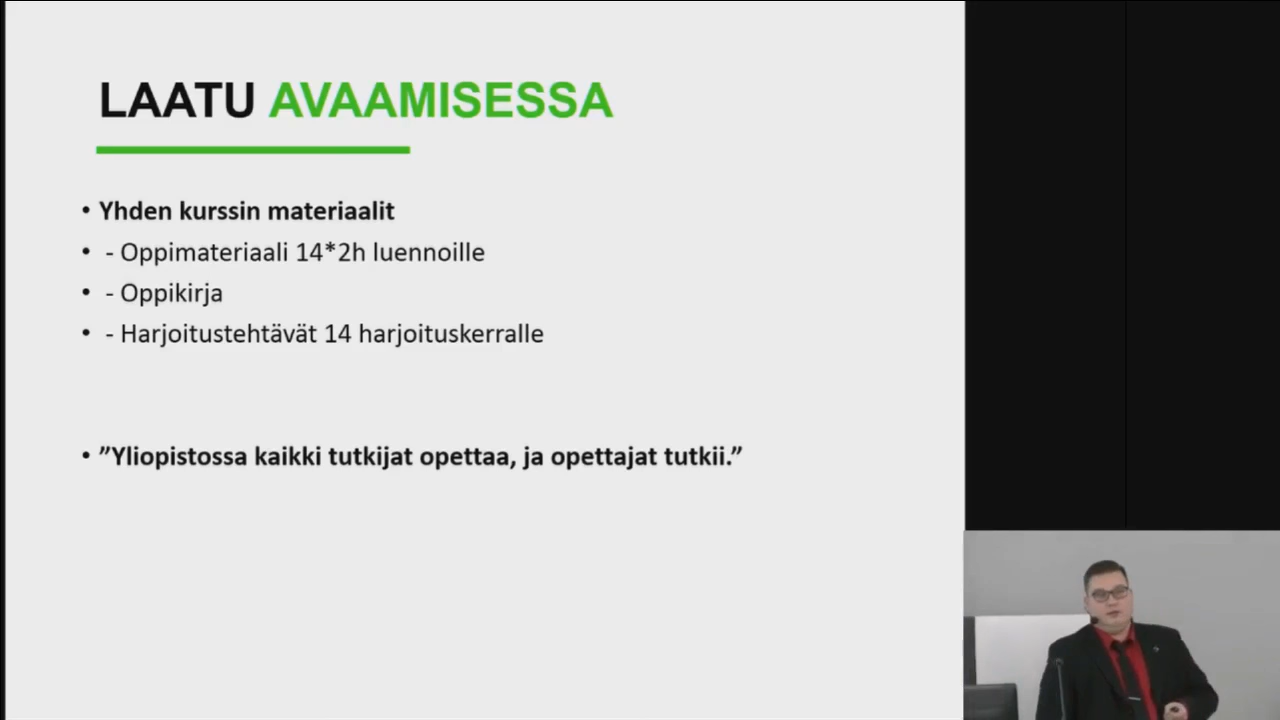 LAATU AVAAMISESSA
• Yhden kurssin materiaalit
• - Oppimateriaali 14*2h luennoille
• - Oppikirja
• - Harjoitustehtävät 14 harjoituskerralle
• ”Yliopistossa kaikki tutkijat opettaa, ja opettajat tutkii.”